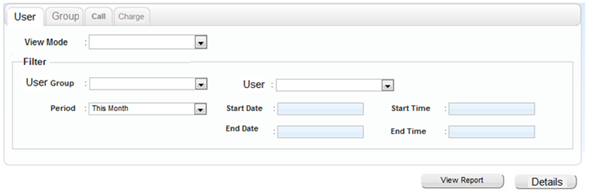 User Group Call Charge
View Mode :
Filter
User Group : User :
Period : This Month Start Date : Start Time :
End Date : End Time :
View Report Details